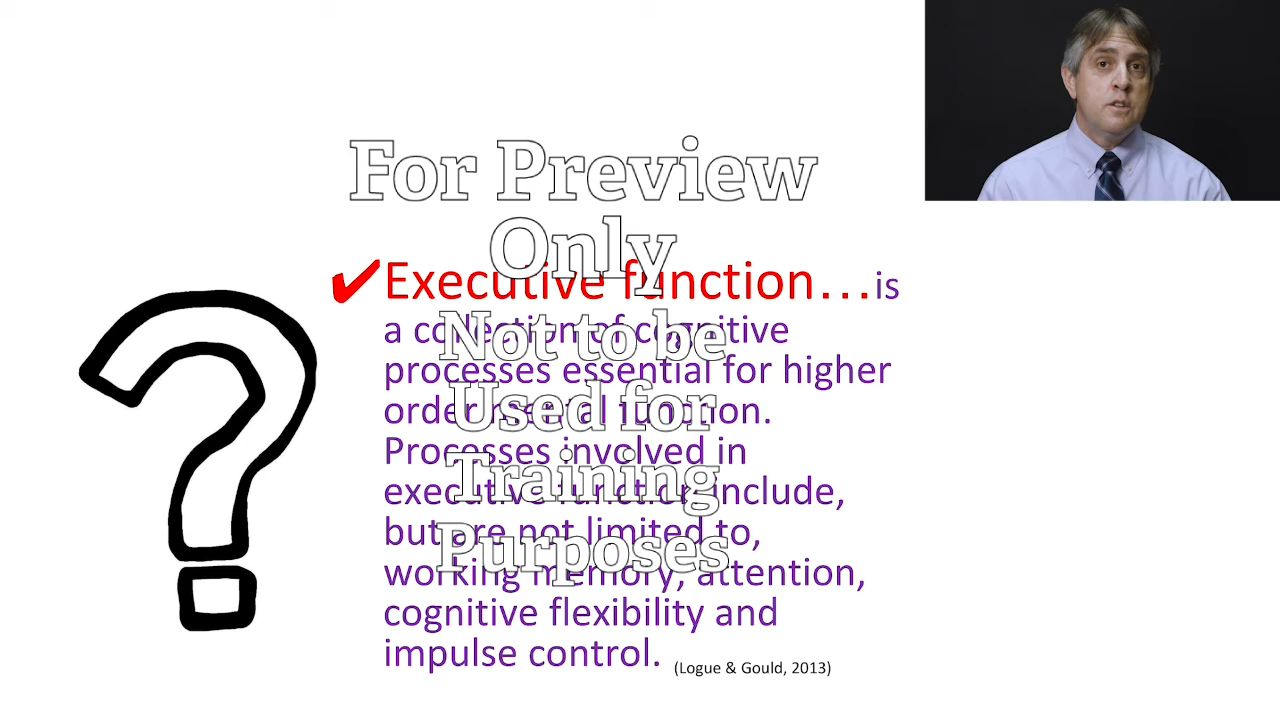 For Preview
Only
Not to be
Used for
Training
Purposes
✔Executive function…is
a collection of cognitive
processes essential for higher
order mental function.
Processes involved in
executive function include,
but are not limited to,
working memory, attention,
cognitive flexibility and
impulse control. (Logue & Gould, 2013)